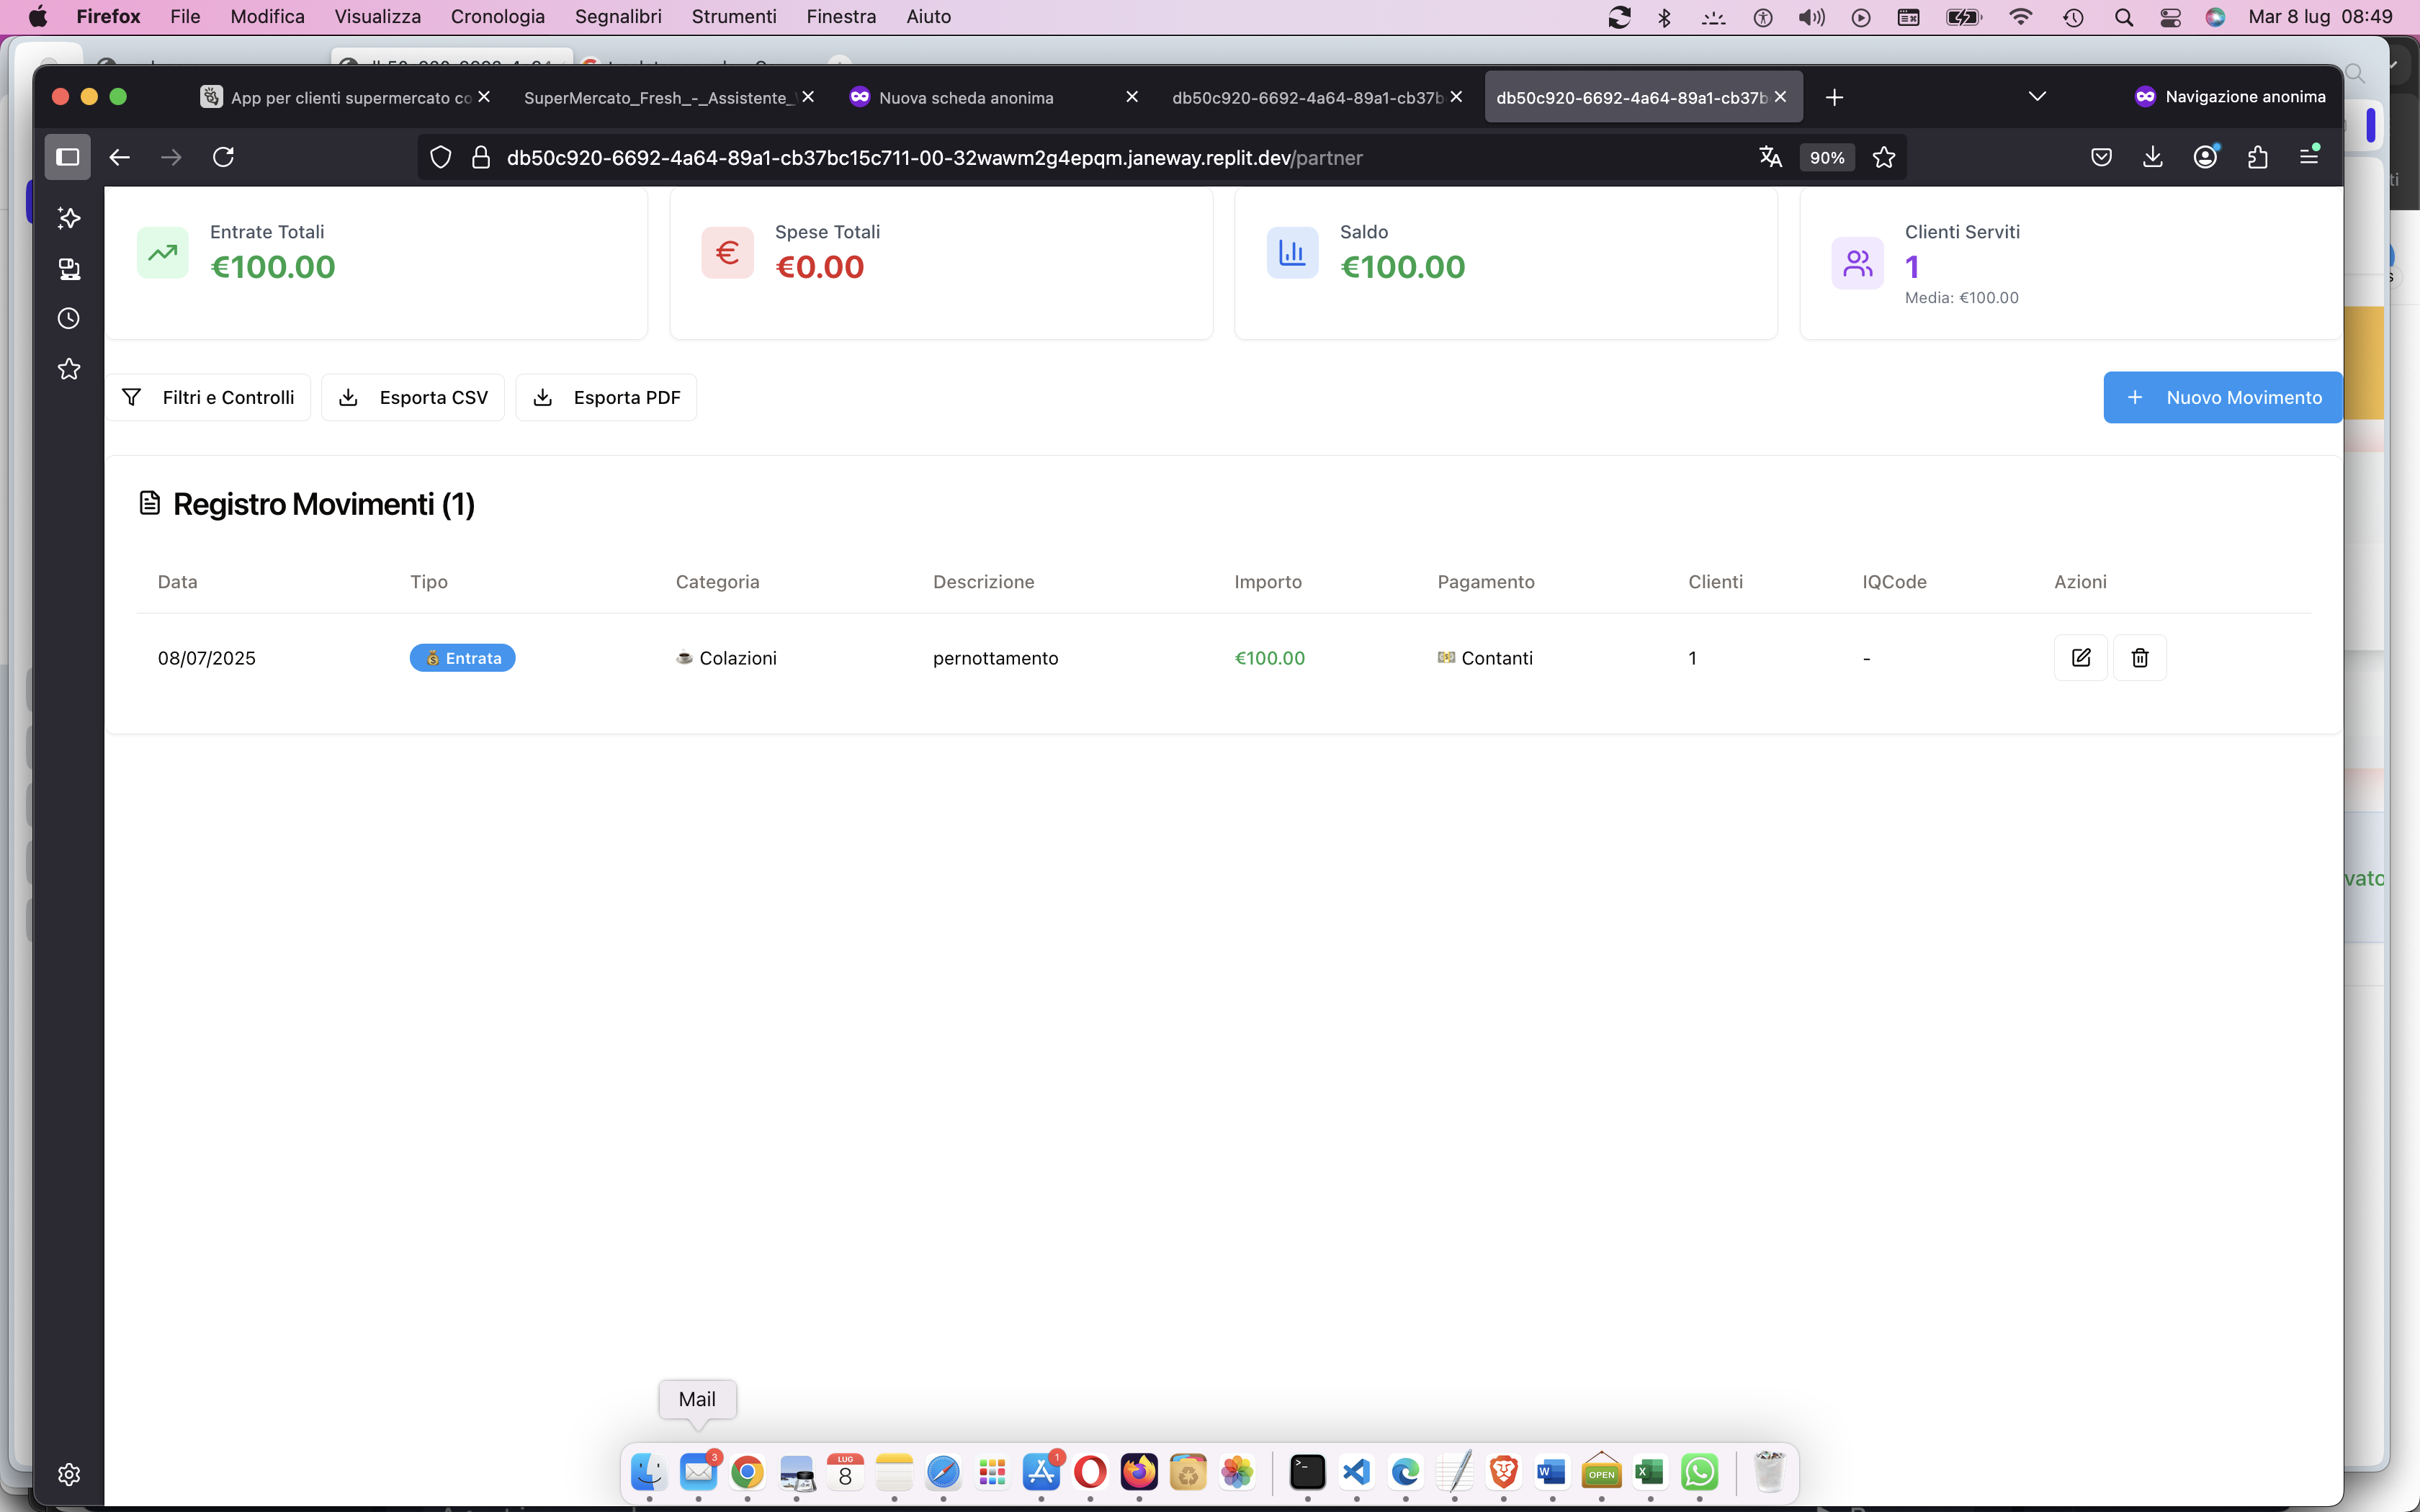 Firefox File Modifica Visualizza Cronologia Segnalibri Strumenti Finestra Aiuto Mar 8 lug 08:49
App per clienti supermercato co SuperMercato_Fresh_-_Assistente_ Nuova scheda anonima db50c920-6692-4a64-89a1-cb37b db50c920-6692-4a64-89a1-cb37b Navigazione anonima
db50c920-6692-4a64-89a1-cb37bc15c711-00-32wawm2g4epqm.janeway.replit.dev/partner 90%
Entrate Totali
€100.00
Spese Totali
€0.00
Saldo
€100.00
Clienti Serviti
1
Media: €100.00
Filtri e Controlli Esporta CSV Esporta PDF + Nuovo Movimento
Registro Movimenti (1)
Data Tipo Categoria Descrizione Importo Pagamento Clienti IQCode Azioni
08/07/2025 Entrata Colazioni pernottamento €100.00 Contanti 1 -
vato
Mail
3
LUG
8
1
OPEN